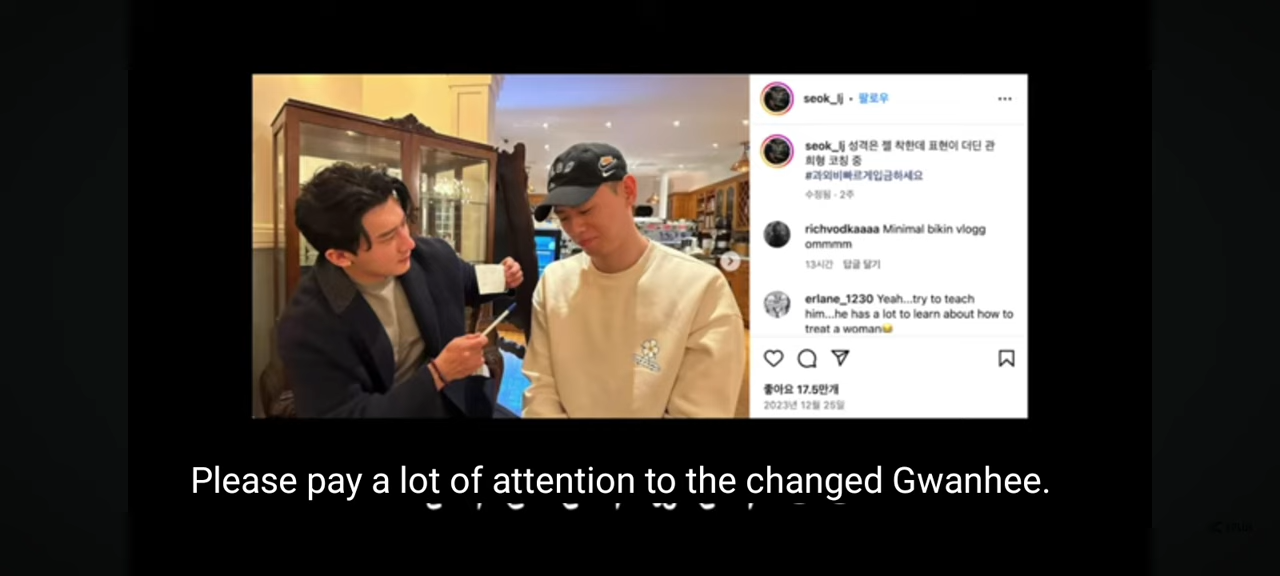 seok_lj • 팔로우
seok_lj 성격은 젤 착한데 표현이 더딘 관
희형 코칭 중
#과외비빠르게입금하세요
수정됨 · 2주
richvodkaaaa Minimal bikin vlogg
ommmm
13시간 답글 달기
erlane_1230 Yeah...try to teach
him...he has a lot to learn about how to
treat a woman😂
좋아요 17.5만개
2023년 12월 25일
Please pay a lot of attention to the changed Gwanhee.